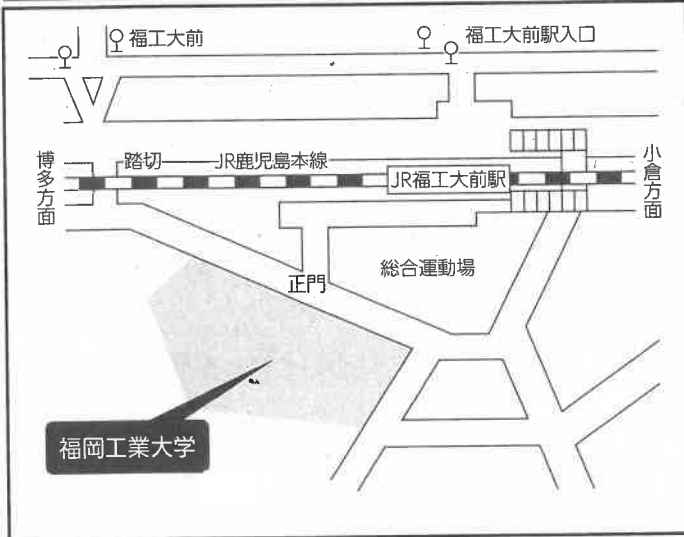 福工大前
福工大前駅入口
博多方面
踏切
JR鹿児島本線
JR福工大前駅
小倉方面
正門
総合運動場
福岡工業大学